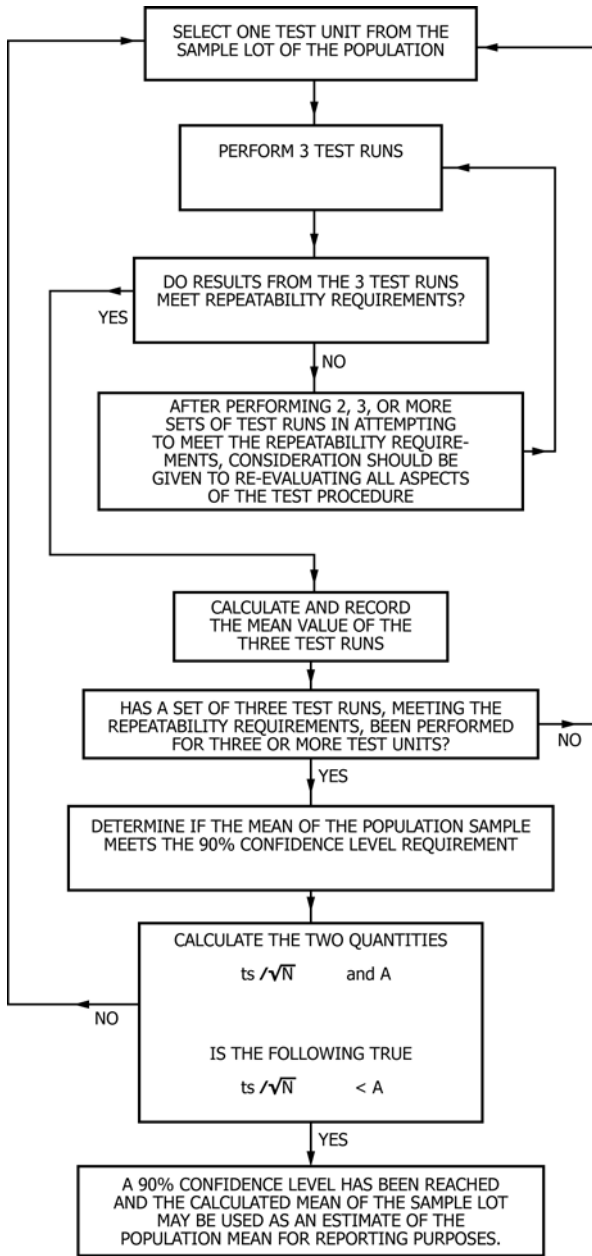 SELECT ONE TEST UNIT FROM THE
SAMPLE LOT OF THE POPULATION
PERFORM 3 TEST RUNS
DO RESULTS FROM THE 3 TEST RUNS
MEET REPEATABILITY REQUIREMENTS?
YES
NO
AFTER PERFORMING 2, 3, OR MORE
SETS OF TEST RUNS IN ATTEMPTING
TO MEET THE REPEATABILITY REQUIRE-
MENTS, CONSIDERATION SHOULD BE
GIVEN TO RE-EVALUATING ALL ASPECTS
OF THE TEST PROCEDURE
CALCULATE AND RECORD
THE MEAN VALUE OF THE
THREE TEST RUNS
HAS A SET OF THREE TEST RUNS, MEETING THE
REPEATABILITY REQUIREMENTS, BEEN PERFORMED
FOR THREE OR MORE TEST UNITS?
NO
YES
DETERMINE IF THE MEAN OF THE POPULATION SAMPLE
MEETS THE 90% CONFIDENCE LEVEL REQUIREMENT
CALCULATE THE TWO QUANTITIES
ts /√N and A
NO
IS THE FOLLOWING TRUE
ts /√N < A
YES
A 90% CONFIDENCE LEVEL HAS BEEN REACHED
AND THE CALCULATED MEAN OF THE SAMPLE LOT
MAY BE USED AS AN ESTIMATE OF THE
POPULATION MEAN FOR REPORTING PURPOSES.